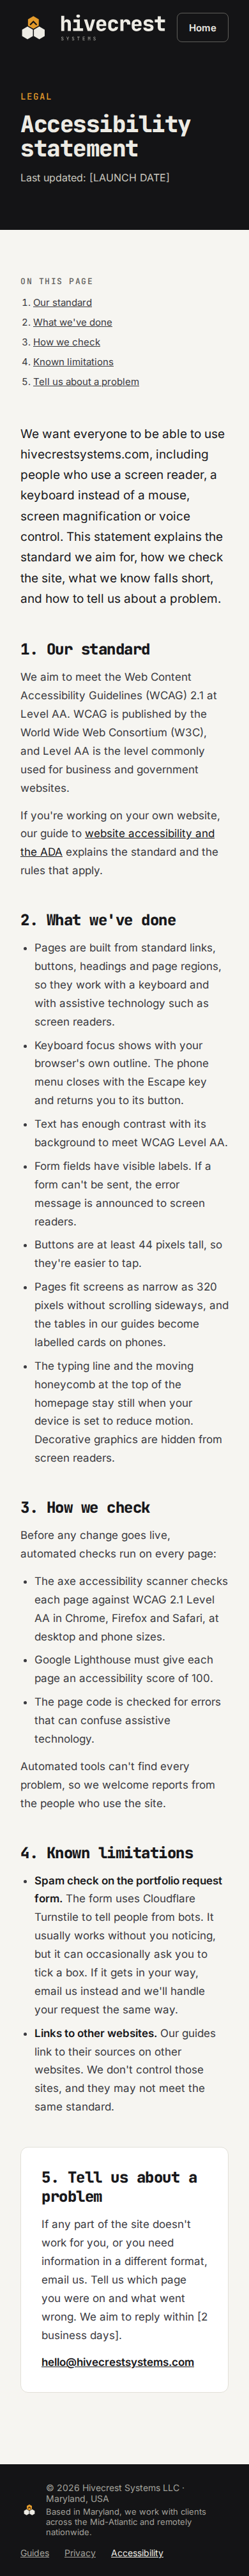 hivecrest
SYSTEMS
Home
LEGAL
Accessibility
statement
Last updated: [LAUNCH DATE]
ON THIS PAGE
1. Our standard
2. What we've done
3. How we check
4. Known limitations
5. Tell us about a problem
We want everyone to be able to use
hivecrestsystems.com, including
people who use a screen reader, a
keyboard instead of a mouse,
screen magnification or voice
control. This statement explains the
standard we aim for, how we check
the site, what we know falls short,
and how to tell us about a problem.
1. Our standard
We aim to meet the Web Content
Accessibility Guidelines (WCAG) 2.1 at
Level AA. WCAG is published by the
World Wide Web Consortium (W3C),
and Level AA is the level commonly
used for business and government
websites.
If you're working on your own website,
our guide to website accessibility and
the ADA explains the standard and the
rules that apply.
2. What we've done
• Pages are built from standard links,
buttons, headings and page regions,
so they work with a keyboard and
with assistive technology such as
screen readers.
• Keyboard focus shows with your
browser's own outline. The phone
menu closes with the Escape key
and returns you to its button.
• Text has enough contrast with its
background to meet WCAG Level AA.
• Form fields have visible labels. If a
form can't be sent, the error
message is announced to screen
readers.
• Buttons are at least 44 pixels tall, so
they're easier to tap.
• Pages fit screens as narrow as 320
pixels without scrolling sideways, and
the tables in our guides become
labelled cards on phones.
• The typing line and the moving
honeycomb at the top of the
homepage stay still when your
device is set to reduce motion.
Decorative graphics are hidden from
screen readers.
3. How we check
Before any change goes live,
automated checks run on every page:
• The axe accessibility scanner checks
each page against WCAG 2.1 Level
AA in Chrome, Firefox and Safari, at
desktop and phone sizes.
• Google Lighthouse must give each
page an accessibility score of 100.
• The page code is checked for errors
that can confuse assistive
technology.
Automated tools can't find every
problem, so we welcome reports from
the people who use the site.
4. Known limitations
• Spam check on the portfolio request
form. The form uses Cloudflare
Turnstile to tell people from bots. It
usually works without you noticing,
but it can occasionally ask you to
tick a box. If it gets in your way,
email us instead and we'll handle
your request the same way.
• Links to other websites. Our guides
link to their sources on other
websites. We don't control those
sites, and they may not meet the
same standard.
5. Tell us about a
problem
If any part of the site doesn't
work for you, or you need
information in a different format,
email us. Tell us which page
you were on and what went
wrong. We aim to reply within [2
business days].
hello@hivecrestsystems.com
© 2026 Hivecrest Systems LLC ·
Maryland, USA
Based in Maryland, we work with clients
across the Mid-Atlantic and remotely
nationwide.
Guides Privacy Accessibility